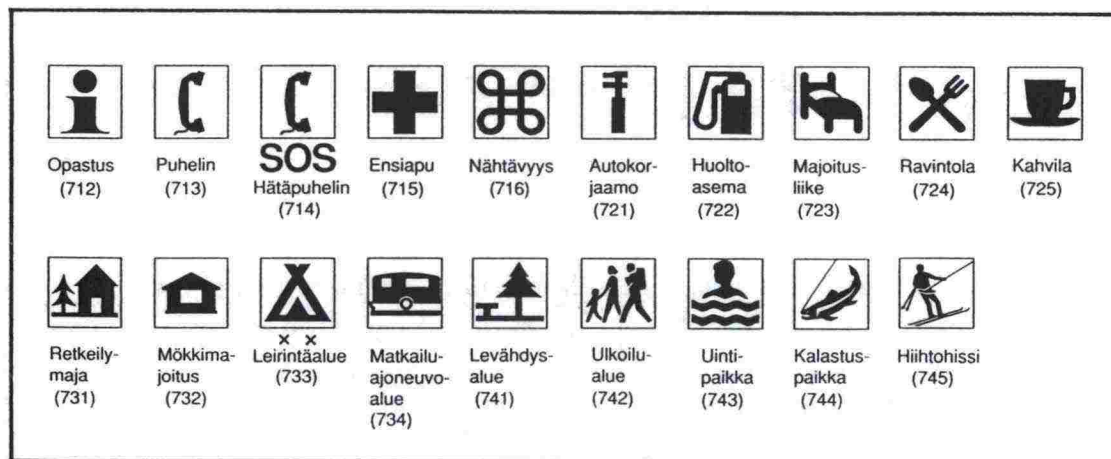 Opastus
(712)
Puhelin
(713)
SOS
Hätäpuhelin
(714)
Ensiapu
(715)
Nähtävyys
(716)
Autokor-
jaamo
(721)
Huolto-
asema
(722)
Majoitus-
liike
(723)
Ravintola
(724)
Kahvila
(725)
Retkeily-
maja
(731)
Mökkima-
joitus
(732)
× ×
Leirintäalue
(733)
Matkailu-
ajoneuvo-
alue
(734)
Levähdys-
alue
(741)
Ulkoilu-
alue
(742)
Uinti-
paikka
(743)
Kalastus-
paikka
(744)
Hiihtohissi
(745)